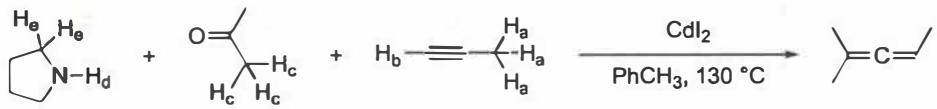 He He
N-Hd
+
O
Hc
Hc Hc
+
Hb
Ha
Ha
Ha
CdI2
PhCH3, 130 °C
C